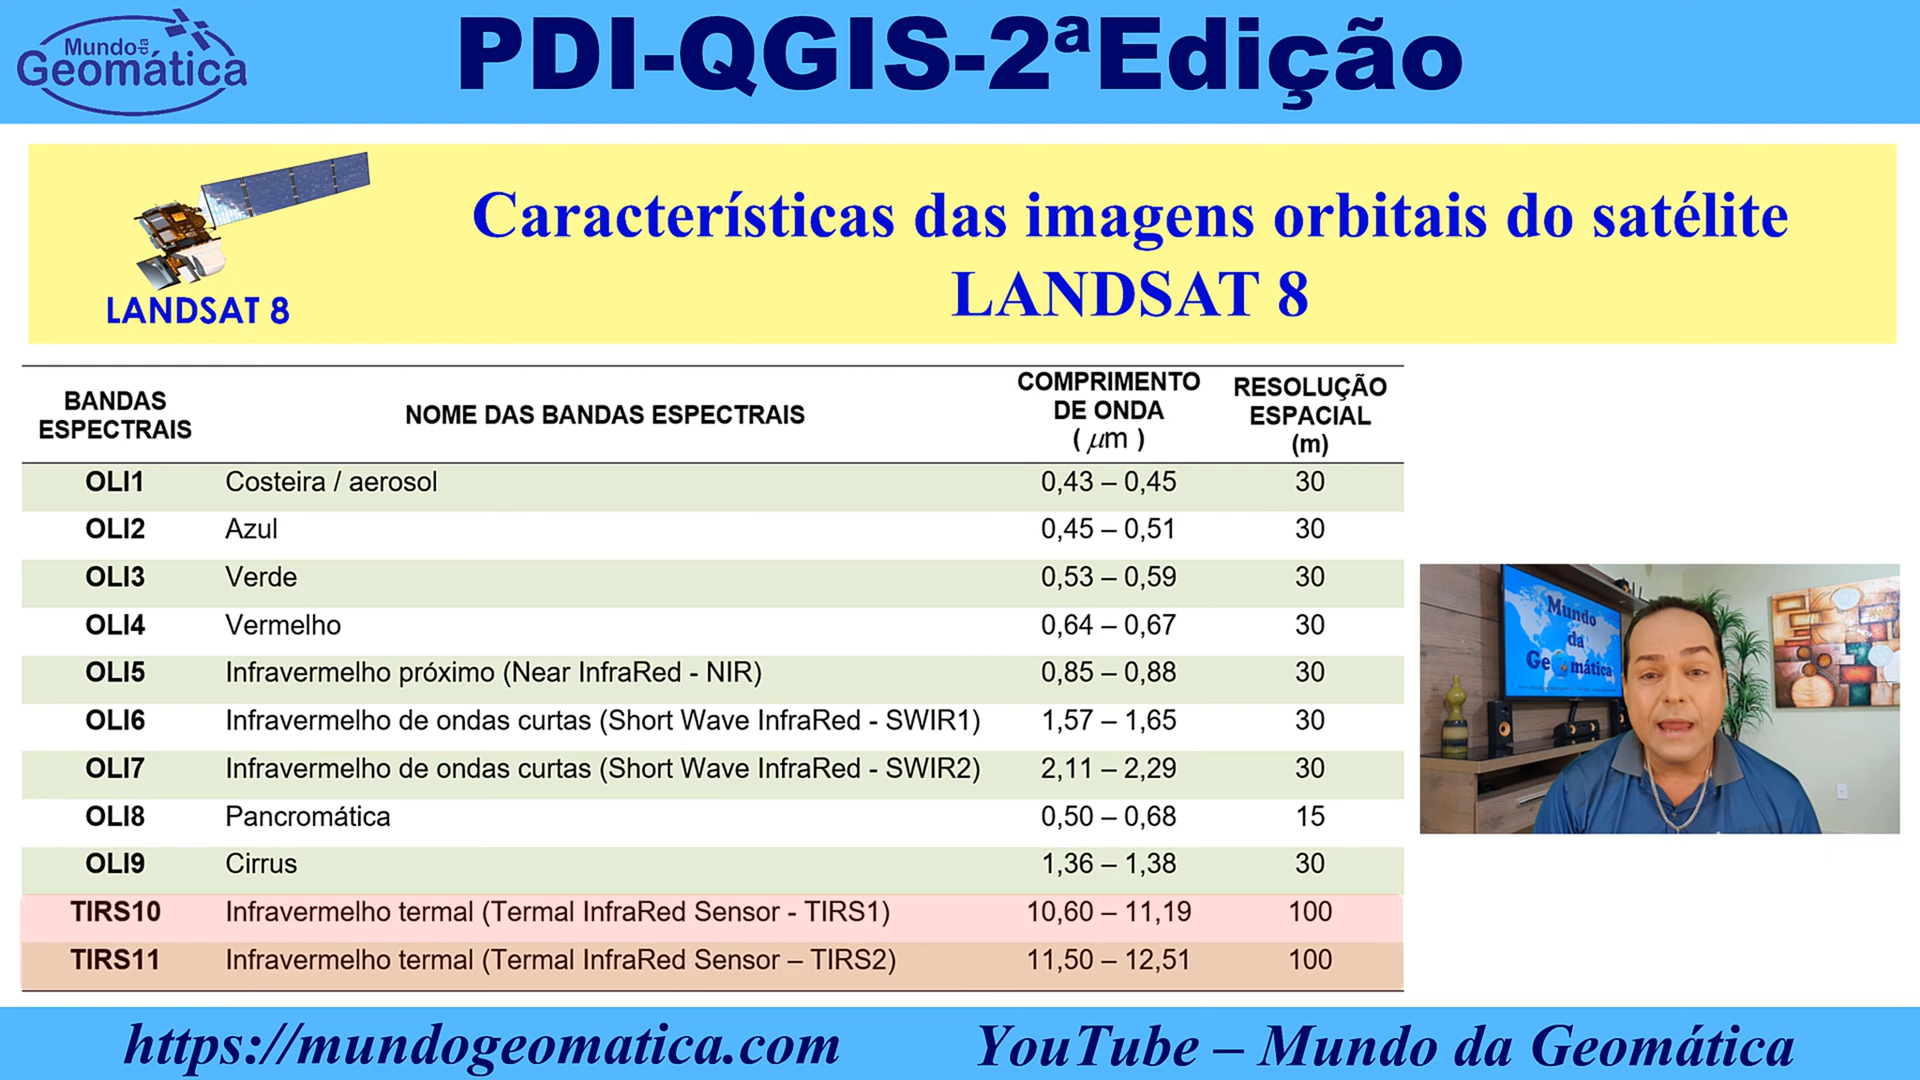 Mundo da
Geomática
PDI-QGIS-2ªEdição
LANDSAT 8
Características das imagens orbitais do satélite
LANDSAT 8
BANDAS ESPECTRAIS
NOME DAS BANDAS ESPECTRAIS
COMPRIMENTO DE ONDA ( μm )
RESOLUÇÃO ESPACIAL (m)
OLI1 Costeira / aerosol 0,43 – 0,45 30
OLI2 Azul 0,45 – 0,51 30
OLI3 Verde 0,53 – 0,59 30
OLI4 Vermelho 0,64 – 0,67 30
OLI5 Infravermelho próximo (Near InfraRed - NIR) 0,85 – 0,88 30
OLI6 Infravermelho de ondas curtas (Short Wave InfraRed - SWIR1) 1,57 – 1,65 30
OLI7 Infravermelho de ondas curtas (Short Wave InfraRed - SWIR2) 2,11 – 2,29 30
OLI8 Pancromática 0,50 – 0,68 15
OLI9 Cirrus 1,36 – 1,38 30
TIRS10 Infravermelho termal (Termal InfraRed Sensor - TIRS1) 10,60 – 11,19 100
TIRS11 Infravermelho termal (Termal InfraRed Sensor – TIRS2) 11,50 – 12,51 100
Mundo
da
Geomática
https://mundogeomatica.com
YouTube – Mundo da Geomática